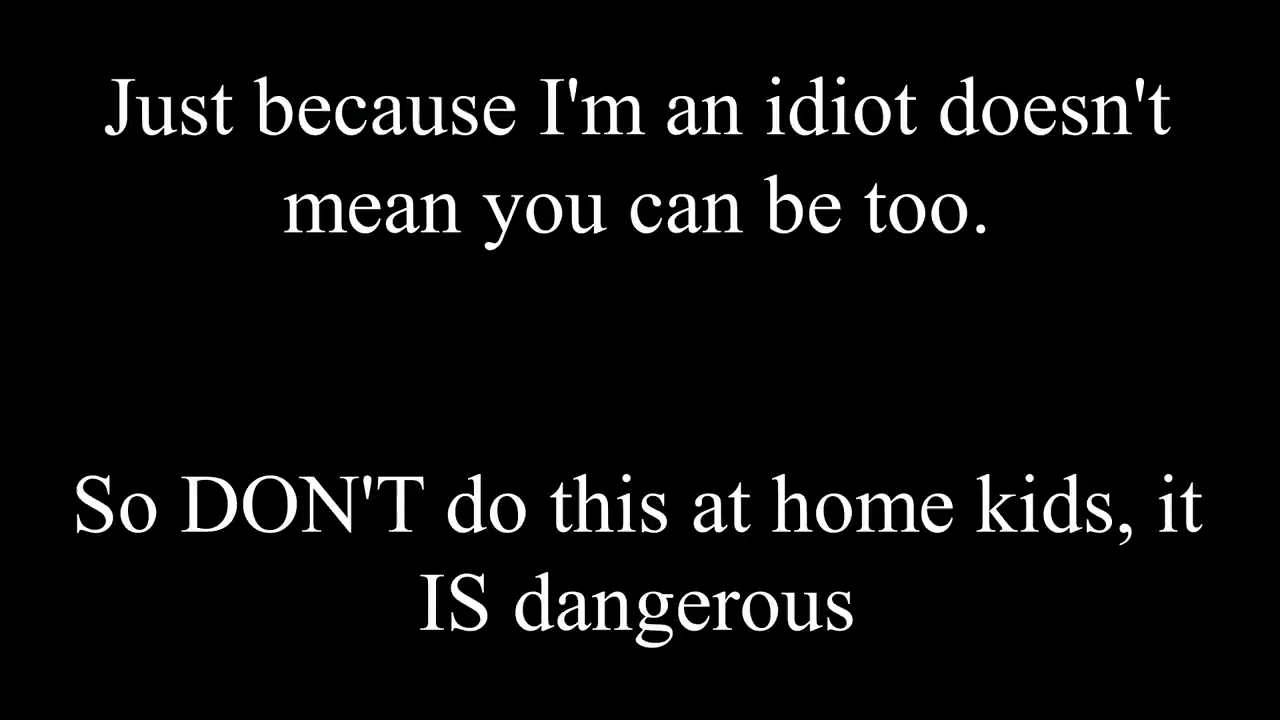 Just because I'm an idiot doesn't
mean you can be too.
So DON'T do this at home kids, it
IS dangerous